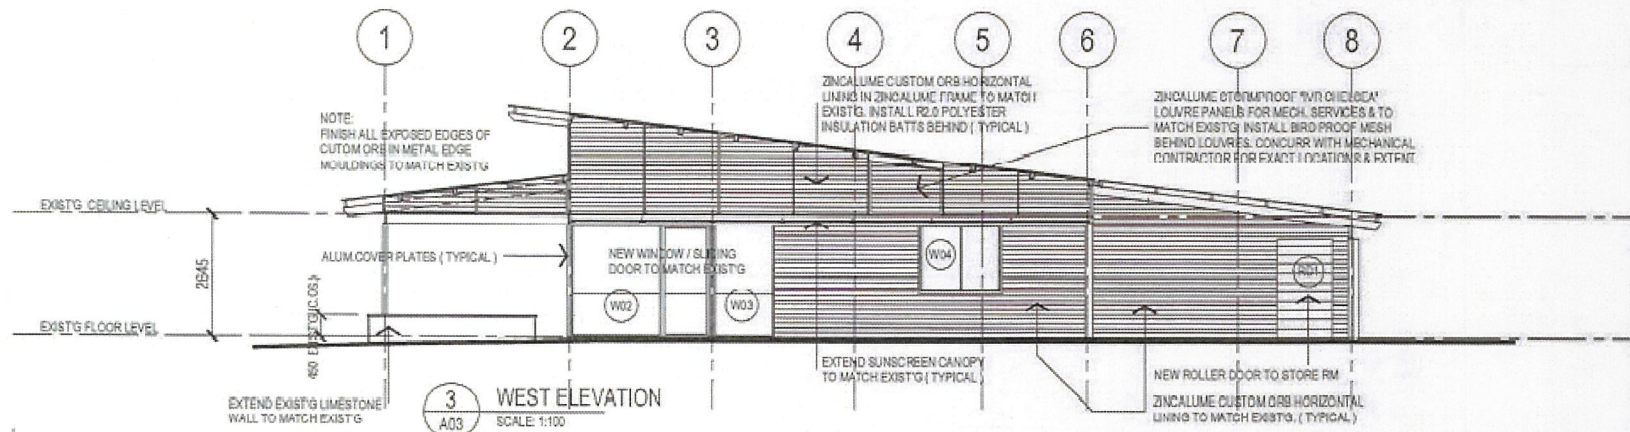 1
2
3
4
5
6
7
8
NOTE:
FINISH ALL EXPOSED EDGES OF
CUTOM ORB IN METAL EDGE
MOULDINGS TO MATCH EXIST'G
ZINCALUME CUSTOM ORB HORIZONTAL
LINING IN ZINCALUME FRAME TO MATCH
EXIST'G. INSTALL R2.0 POLYESTER
INSULATION BATTS BEHIND ( TYPICAL )
ZINCALUME STORMPROOF "IVR CHELSEA"
LOUVRE PANELS FOR MECH. SERVICES & TO
MATCH EXIST'G. INSTALL BIRD PROOF MESH
BEHIND LOUVRES. CONCURR WITH MECHANICAL
CONTRACTOR FOR EXACT LOCATIONS & EXTENT
EXIST'G CEILING LEVEL
2645
ALUM.COVER PLATES ( TYPICAL )
NEW WINDOW / SLIDING
DOOR TO MATCH EXIST'G
W04
RD1
W02
W03
450 EXIST'G (C.OS.)
EXIST'G FLOOR LEVEL
EXTEND SUNSCREEN CANOPY
TO MATCH EXIST'G ( TYPICAL )
NEW ROLLER DOOR TO STORE RM
ZINCALUME CUSTOM ORB HORIZONTAL
LINING TO MATCH EXIST'G. ( TYPICAL )
EXTEND EXIST'G LIMESTONE
WALL TO MATCH EXIST'G
3
A03
WEST ELEVATION
SCALE: 1:100